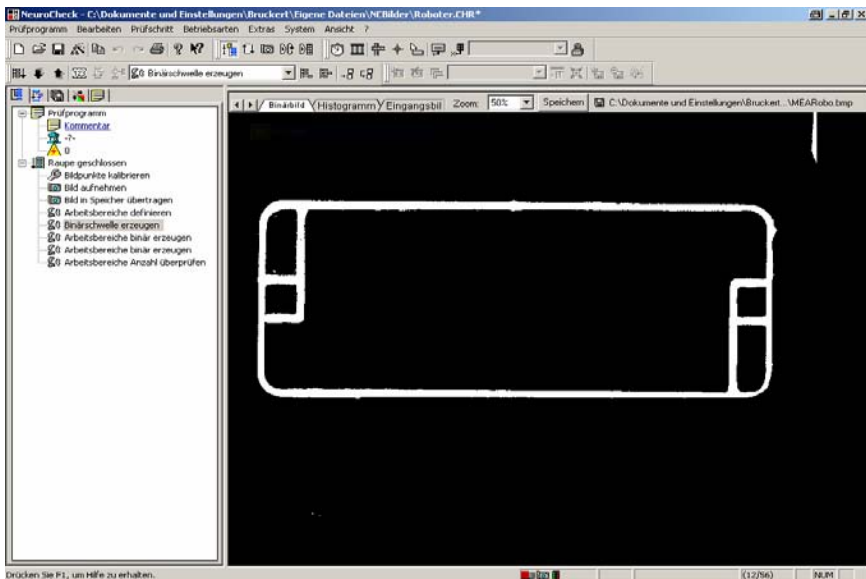 NeuroCheck - C:\Dokumente und Einstellungen\Bruckert\Eigene Dateien\NCBilder\Roboter.CHR*
Prüfprogramm Bearbeiten Prüfschritt Betriebsarten Extras System Ansicht ?
Binärschwelle erzeugen
Binärbild Histogramm Eingangsbil Zoom: 50% Speichern C:\Dokumente und Einstellungen\Bruckert...\MEARobo.bmp
Prüfprogramm
Kommentar
-?-
0
Raupe geschlossen
Bildpunkte kalibrieren
Bild aufnehmen
Bild in Speicher übertragen
Arbeitsbereiche definieren
Binärschwelle erzeugen
Arbeitsbereiche binär erzeugen
Arbeitsbereiche binär erzeugen
Arbeitsbereiche Anzahl überprüfen
Drücken Sie F1, um Hilfe zu erhalten. (12/56) NUM